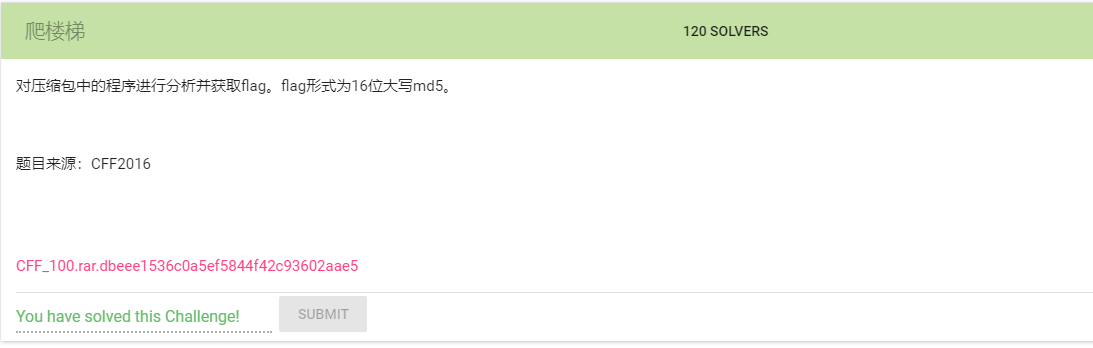 爬楼梯
120 SOLVERS
对压缩包中的程序进行分析并获取flag。flag形式为16位大写md5。
题目来源：CFF2016
CFF_100.rar.dbeee1536c0a5ef5844f42c93602aae5
You have solved this Challenge!
SUBMIT